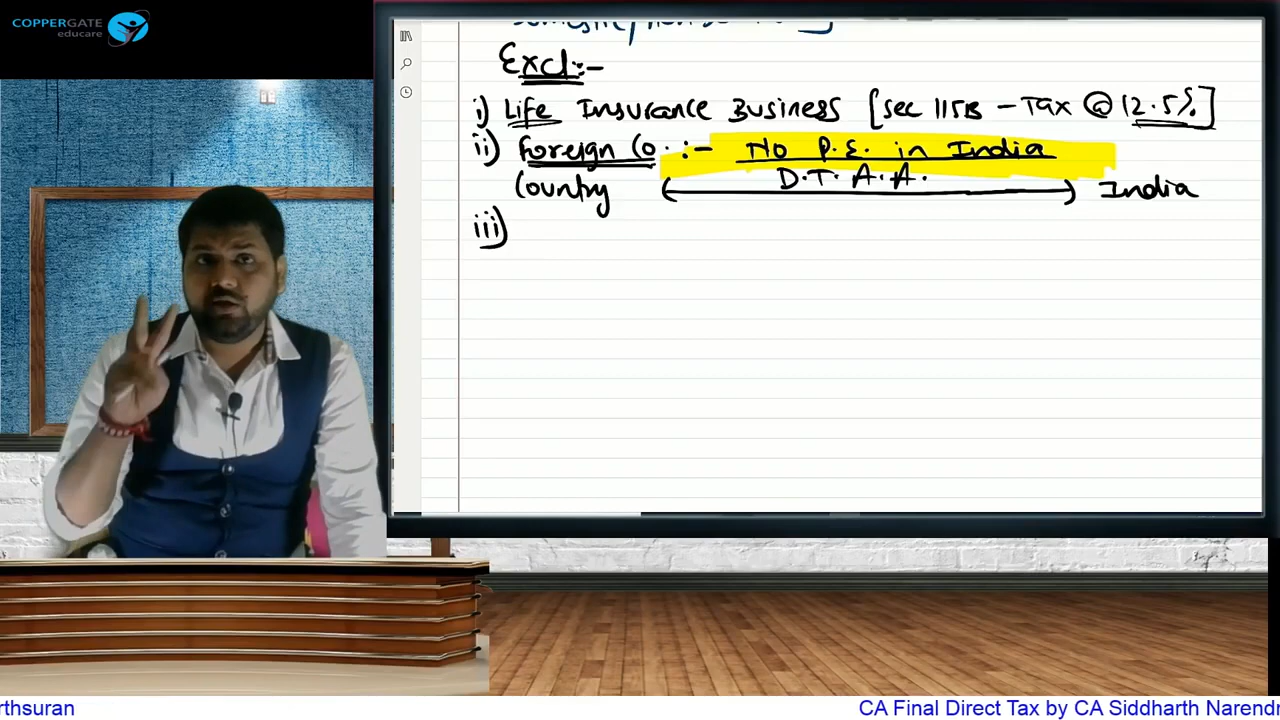 COPPERGATE
educare
Excl:-
i) Life Insurance Business [Sec 115B - Tax @ 12.5%]
ii) Foreign Co. :- No P.E. in India
Country D.T.A.A. India
iii)
rthsuran
CA Final Direct Tax by CA Siddharth Narend